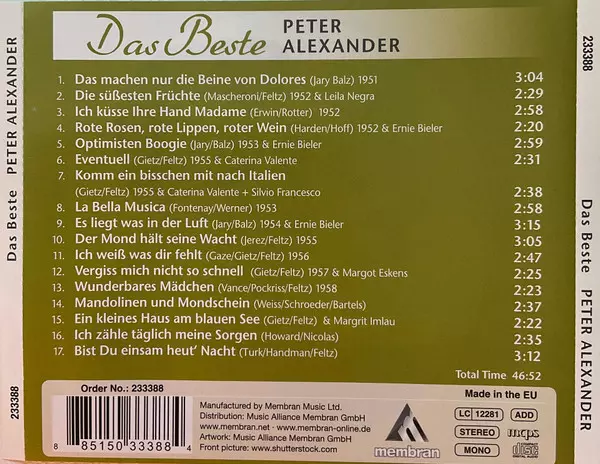 Das Beste PETER ALEXANDER
233388
PETER ALEXANDER
Das Beste
233388
1. Das machen nur die Beine von Dolores (Jary Balz) 1951 3:04
2. Die süßesten Früchte (Mascheroni/Feltz) 1952 & Leila Negra 2:29
3. Ich küsse Ihre Hand Madame (Erwin/Rotter) 1952 2:58
4. Rote Rosen, rote Lippen, roter Wein (Harden/Hoff) 1952 & Ernie Bieler 2:20
5. Optimisten Boogie (Jary/Balz) 1953 & Ernie Bieler 2:59
6. Eventuell (Gietz/Feltz) 1955 & Caterina Valente 2:31
7. Komm ein bisschen mit nach Italien
(Gietz/Feltz) 1955 & Caterina Valente + Silvio Francesco 2:38
8. La Bella Musica (Fontenay/Werner) 1953 2:58
9. Es liegt was in der Luft (Jary/Balz) 1954 & Ernie Bieler 3:15
10. Der Mond hält seine Wacht (Jerez/Feltz) 1955 3:05
11. Ich weiß was dir fehlt (Gaze/Gietz/Feltz) 1956 2:47
12. Vergiss mich nicht so schnell (Gietz/Feltz) 1957 & Margot Eskens 2:25
13. Wunderbares Mädchen (Vance/Pockriss/Feltz) 1958 2:23
14. Mandolinen und Mondschein (Weiss/Schroeder/Bartels) 2:37
15. Ein kleines Haus am blauen See (Gietz/Feltz) & Margrit Imlau 2:22
16. Ich zähle täglich meine Sorgen (Howard/Nicolas) 2:35
17. Bist Du einsam heut' Nacht (Turk/Handman/Feltz) 3:12
Total Time 46:52
Order No.: 233388
8 85150 33388 4
Manufactured by Membran Music Ltd.
Distribution: Music Alliance Membran GmbH
www.membran.net · www.membran-online.de
Artwork: Music Alliance Membran GmbH
Front picture: www.shutterstock.com
membran
Made in the EU
LC 12281 ADD
STEREO mcps
MONO disc
Das Beste PETER ALEXANDER
233388